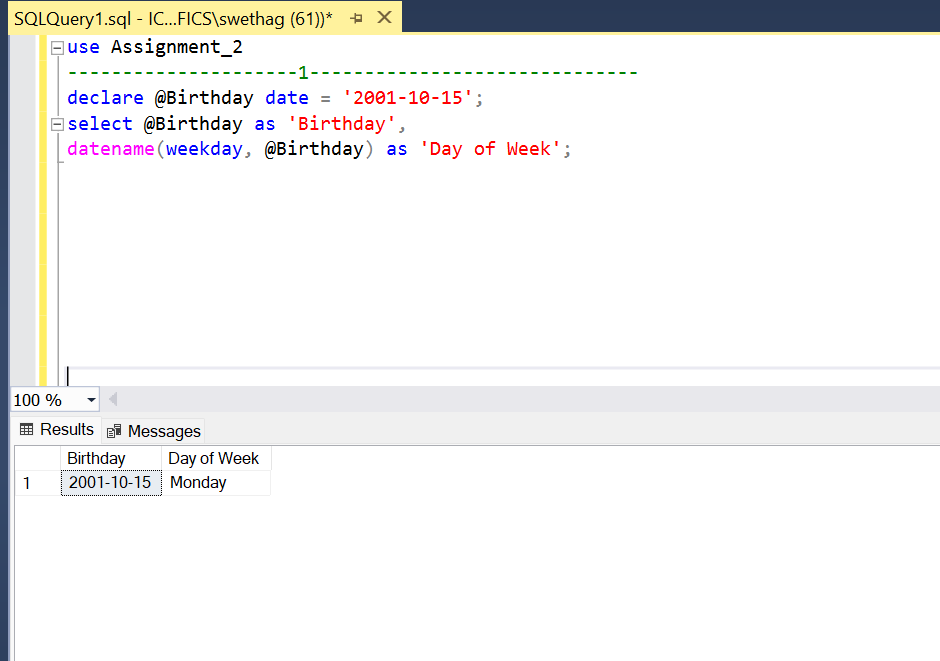 SQLQuery1.sql - IC...FICS\swethag (61))*
use Assignment_2
---------------------1------------------------------
declare @Birthday date = '2001-10-15';
select @Birthday as 'Birthday',
datename(weekday, @Birthday) as 'Day of Week';
100 %
Results Messages
Birthday Day of Week
1 2001-10-15 Monday